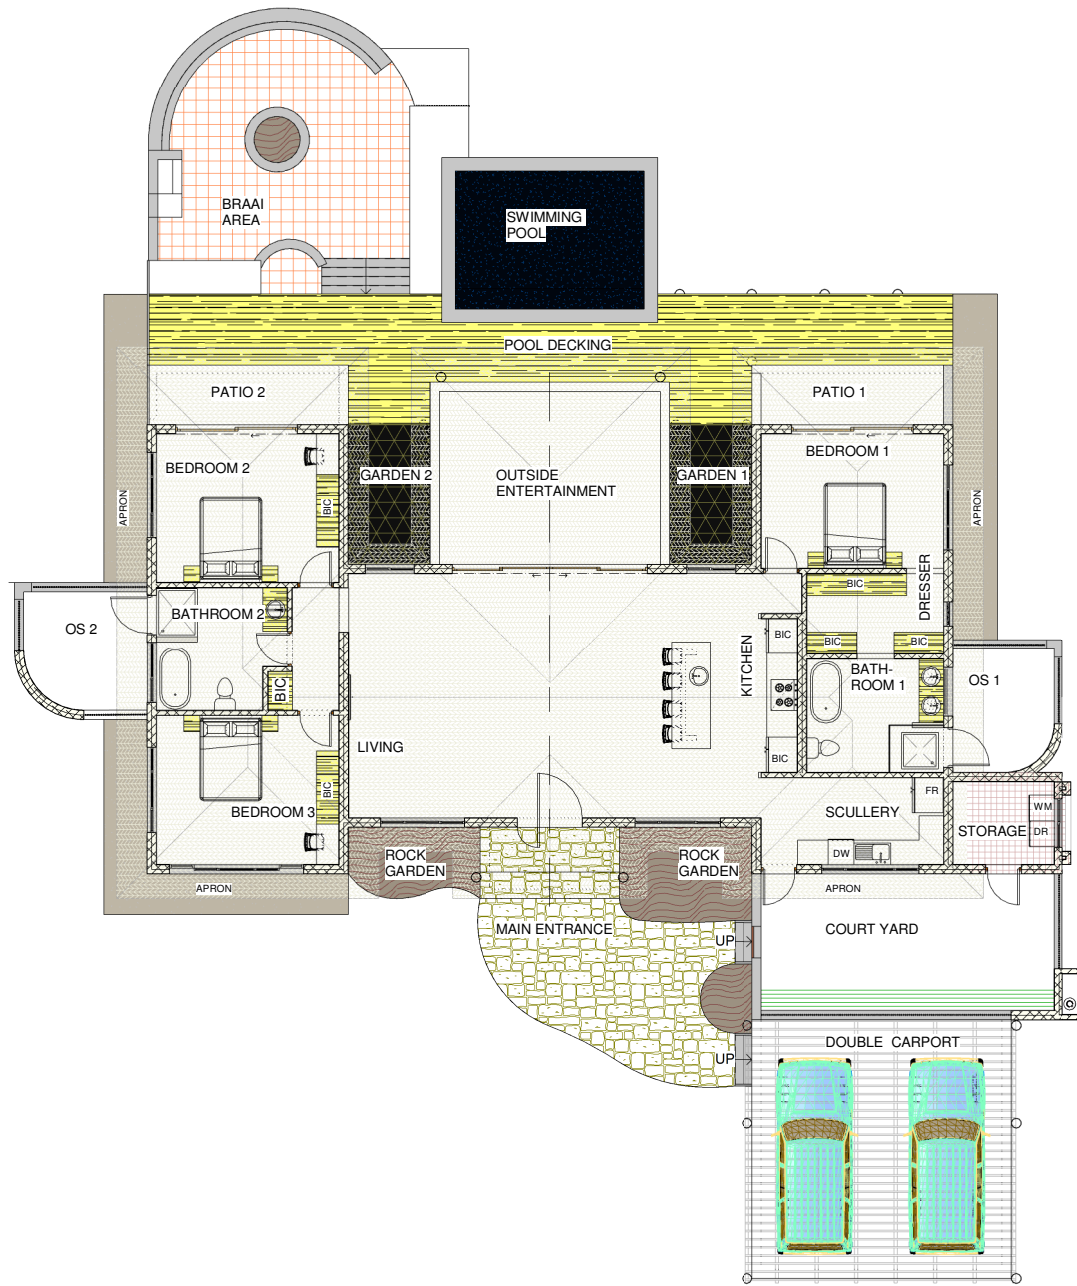 BRAAI
AREA
SWIMMING
POOL
POOL DECKING
PATIO 2
PATIO 1
BEDROOM 2
BEDROOM 1
GARDEN 2
OUTSIDE
ENTERTAINMENT
GARDEN 1
APRON
BIC
APRON
BIC
DRESSER
BATHROOM 2
OS 2
BIC
BIC
BIC
KITCHEN
BATH-
ROOM 1
OS 1
BIC
LIVING
BIC
BIC
BEDROOM 3
FR
SCULLERY
WM
STORAGE
DR
DW
ROCK
GARDEN
ROCK
GARDEN
APRON
APRON
MAIN ENTRANCE
COURT YARD
UP
DOUBLE CARPORT
UP